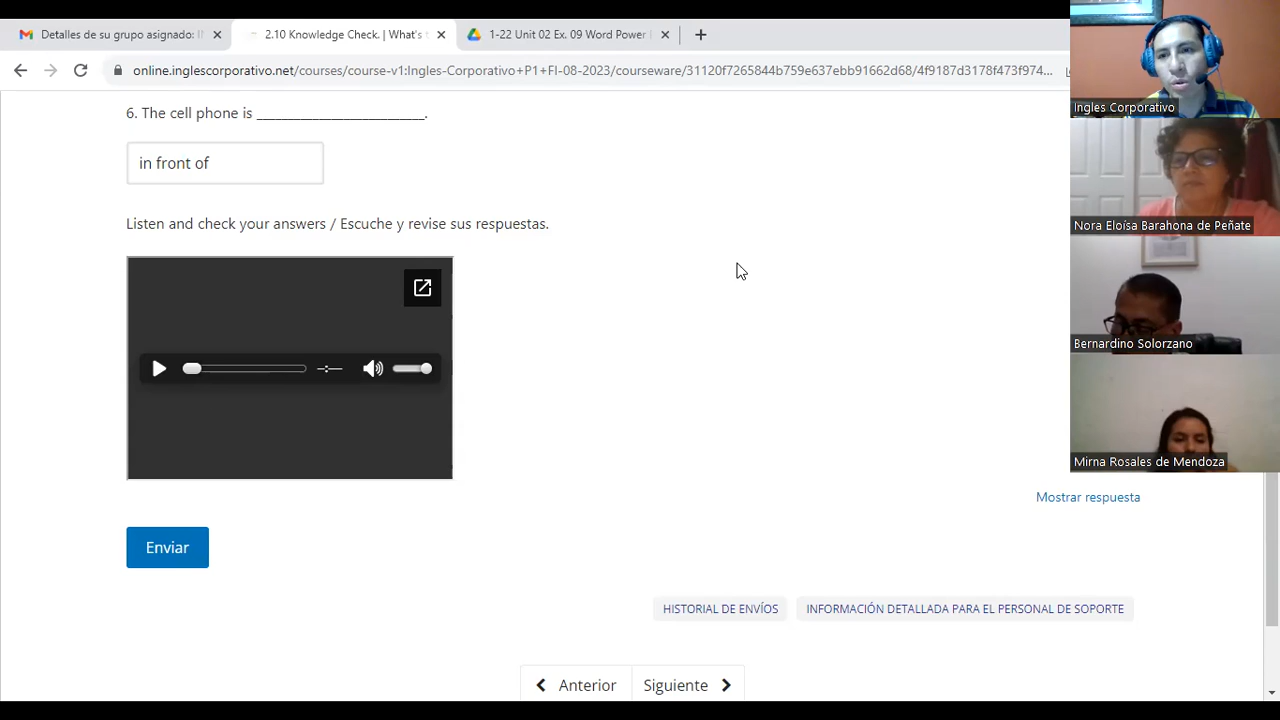 Detalles de su grupo asignado: I
2.10 Knowledge Check. | What's
1-22 Unit 02 Ex. 09 Word Power
online.inglescorporativo.net/courses/course-v1:Ingles-Corporativo+P1+FI-08-2023/courseware/31120f7265844b759e637ebb91662d68/4f9187d3178f473f974...
Ingles Corporativo
6. The cell phone is ______________________.
in front of
Nora Eloísa Barahona de Peñate
Listen and check your answers / Escuche y revise sus respuestas.
Bernardino Solorzano
-:-
Mirna Rosales de Mendoza
Mostrar respuesta
Enviar
HISTORIAL DE ENVÍOS
INFORMACIÓN DETALLADA PARA EL PERSONAL DE SOPORTE
Anterior
Siguiente